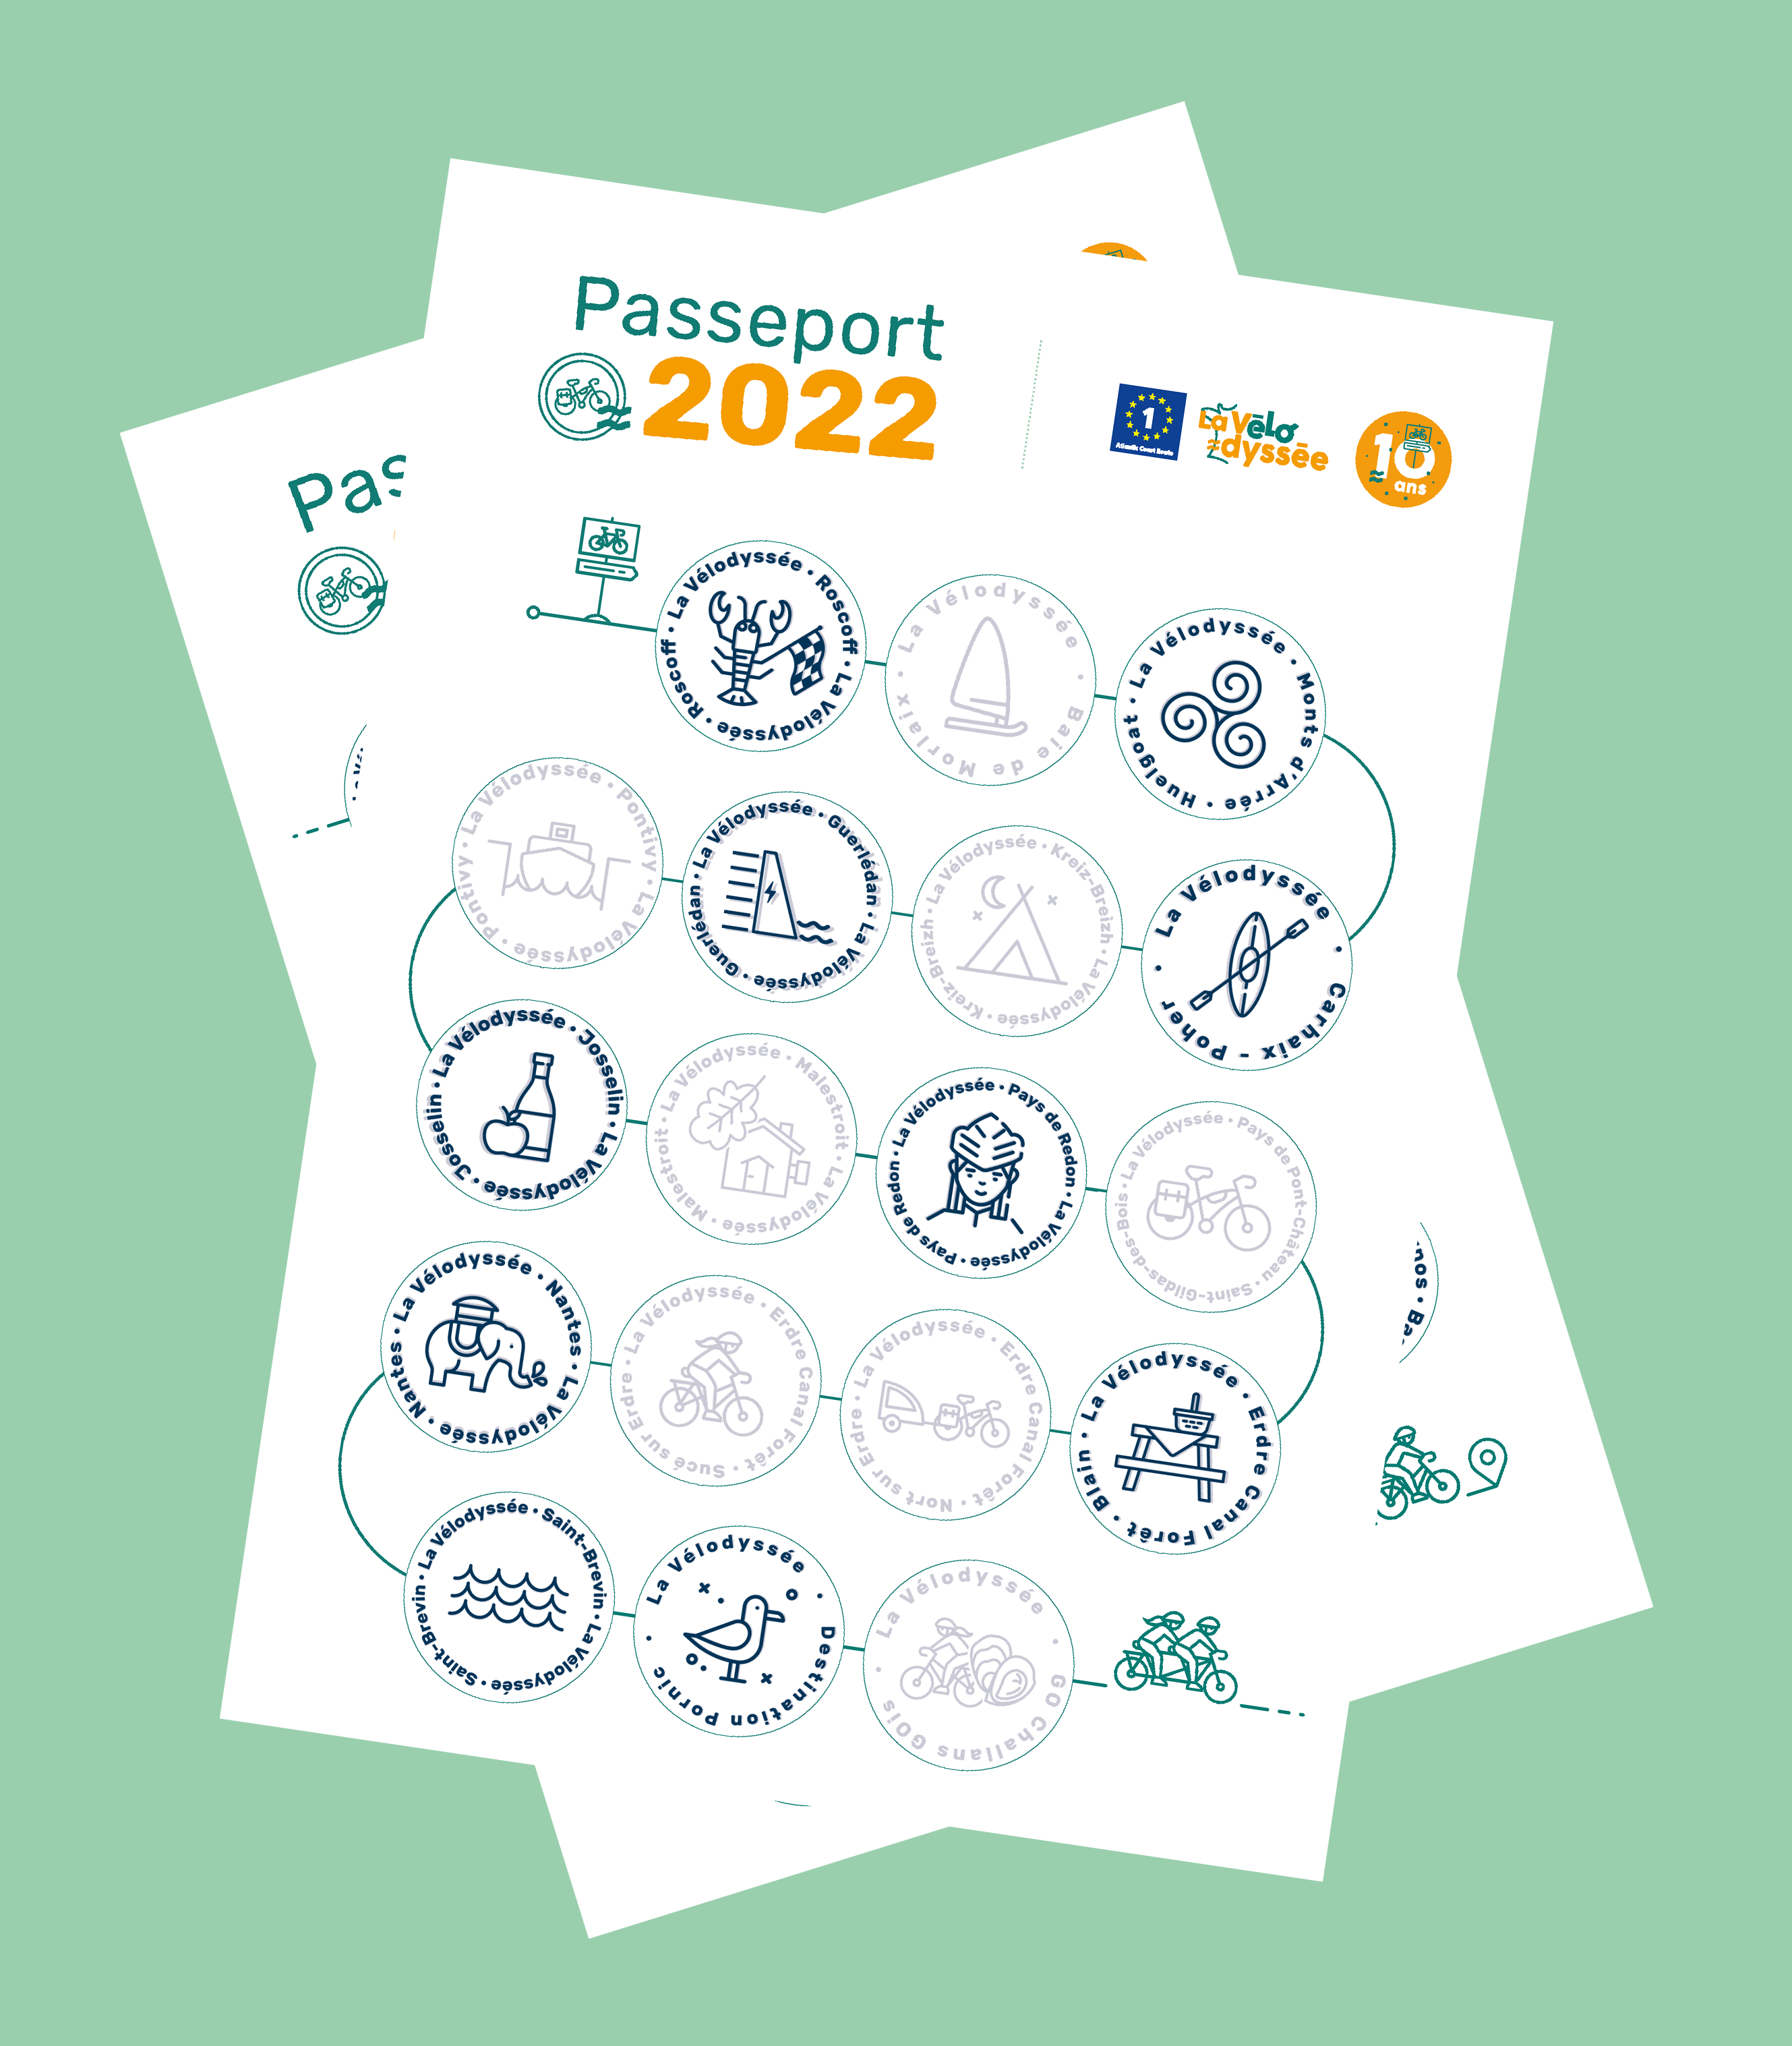 Passeport
2022
1
Atlantic Coast Route
La Vélo
dyssée
10
ans
Pas
La Vélodyssée • Roscoff • La Vélodyssée • Roscoff •
La Vélodyssée • Baie de Morlaix •
La Vélodyssée • Monts d'Arrée • Huelgoat •
La Vélodyssée • Pontivy • La Vélodyssée • Pontivy •
La Vélodyssée • Guerlédan • La Vélodyssée • Guerlédan •
La Vélodyssée • Kreiz-Breizh • La Vélodyssée • Kreiz-Breizh •
La Vélodyssée • Carhaix - Poher •
La Vélodyssée • Josselin • La Vélodyssée • Josselin •
La Vélodyssée • Malestroit • La Vélodyssée • Malestroit •
La Vélodyssée • Pays de Redon • La Vélodyssée • Pays de Redon •
La Vélodyssée • Pays de Pont-Château • Saint-Gildas-des-Bois •
La Vélodyssée • Nantes • La Vélodyssée • Nantes •
La Vélodyssée • Erdre Canal Forêt • Sucé sur Erdre •
La Vélodyssée • Erdre Canal Forêt • Nort sur Erdre •
La Vélodyssée • Erdre Canal Forêt • Blain •
La Vélodyssée • Saint-Brevin • La Vélodyssée • Saint-Brevin •
La Vélodyssée • Destination Pornic •
La Vélodyssée • GO Challans GOis •